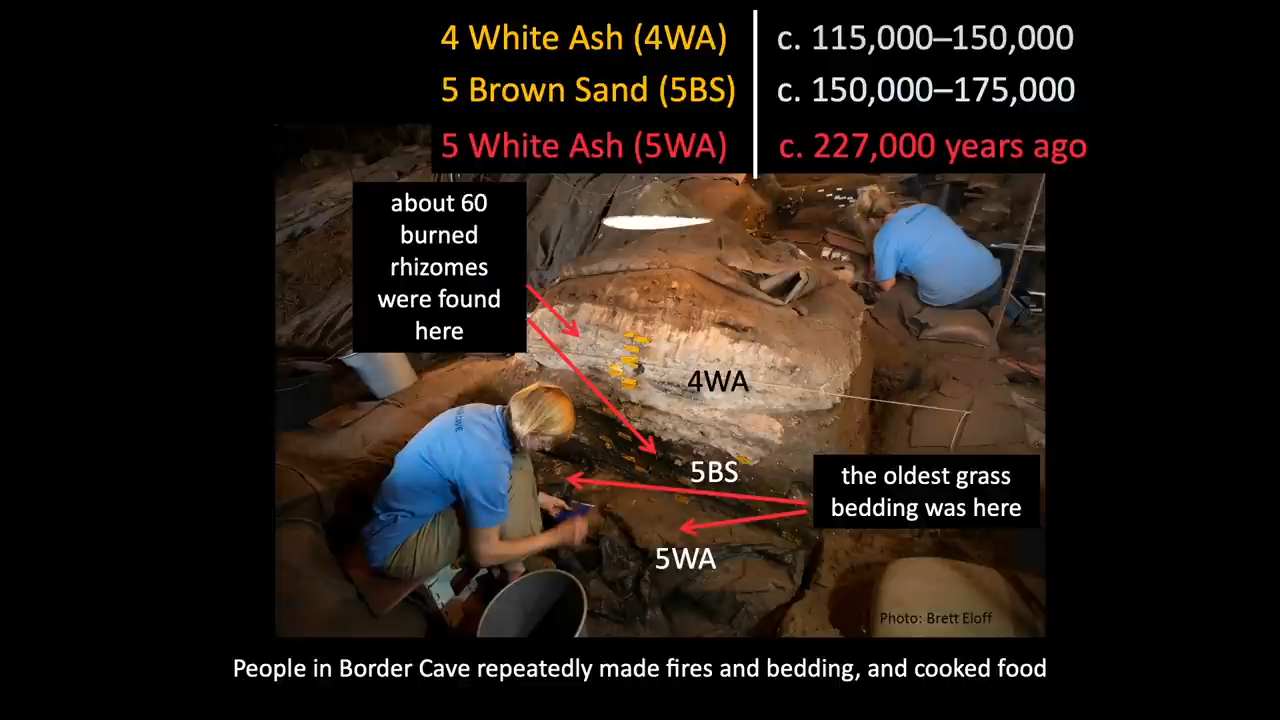 4 White Ash (4WA) c. 115,000–150,000
5 Brown Sand (5BS) c. 150,000–175,000
5 White Ash (5WA) c. 227,000 years ago
about 60
burned
rhizomes
were found
here
4WA
5BS
the oldest grass
bedding was here
5WA
Photo: Brett Eloff
People in Border Cave repeatedly made fires and bedding, and cooked food